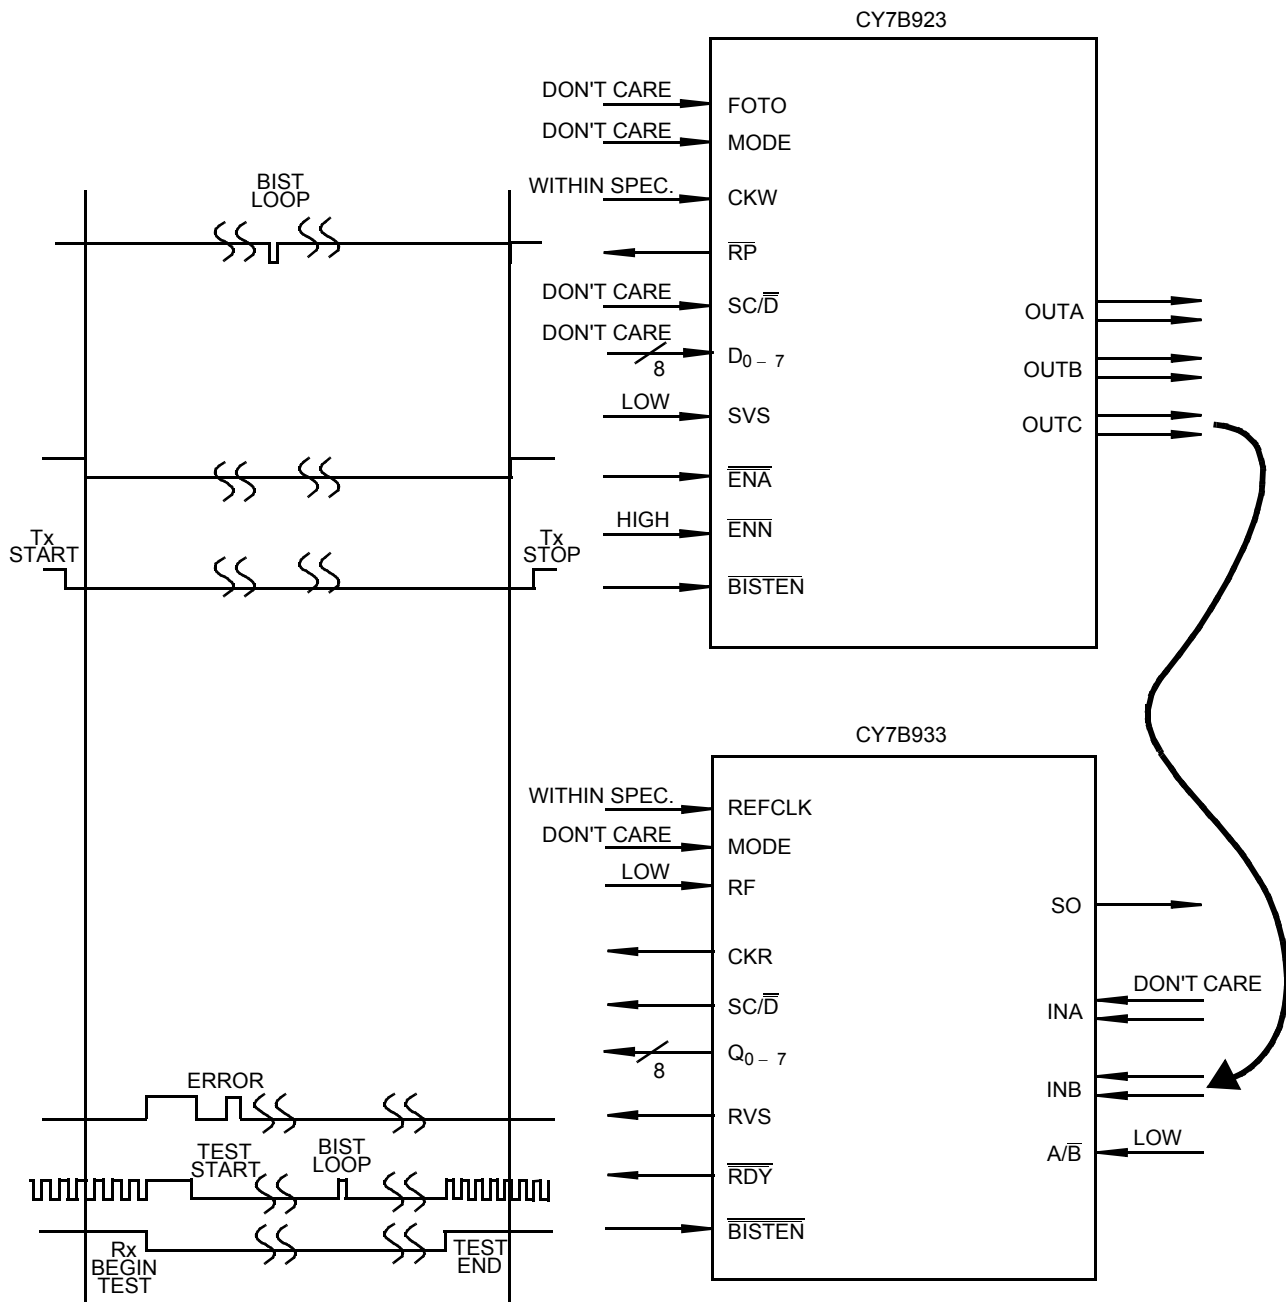 CY7B923
DON'T CARE
FOTO
DON'T CARE
MODE
BIST
LOOP
WITHIN SPEC.
CKW
RP
DON'T CARE
SC/D
DON'T CARE
8
D0 – 7
OUTA
OUTB
LOW
SVS
OUTC
ENA
HIGH
ENN
Tx
START
Tx
STOP
BISTEN
CY7B933
WITHIN SPEC.
REFCLK
DON'T CARE
MODE
LOW
RF
SO
CKR
DON'T CARE
SC/D
INA
8
Q0 – 7
ERROR
INB
RVS
LOW
A/B
TEST
START
BIST
LOOP
RDY
BISTEN
Rx
BEGIN
TEST
TEST
END